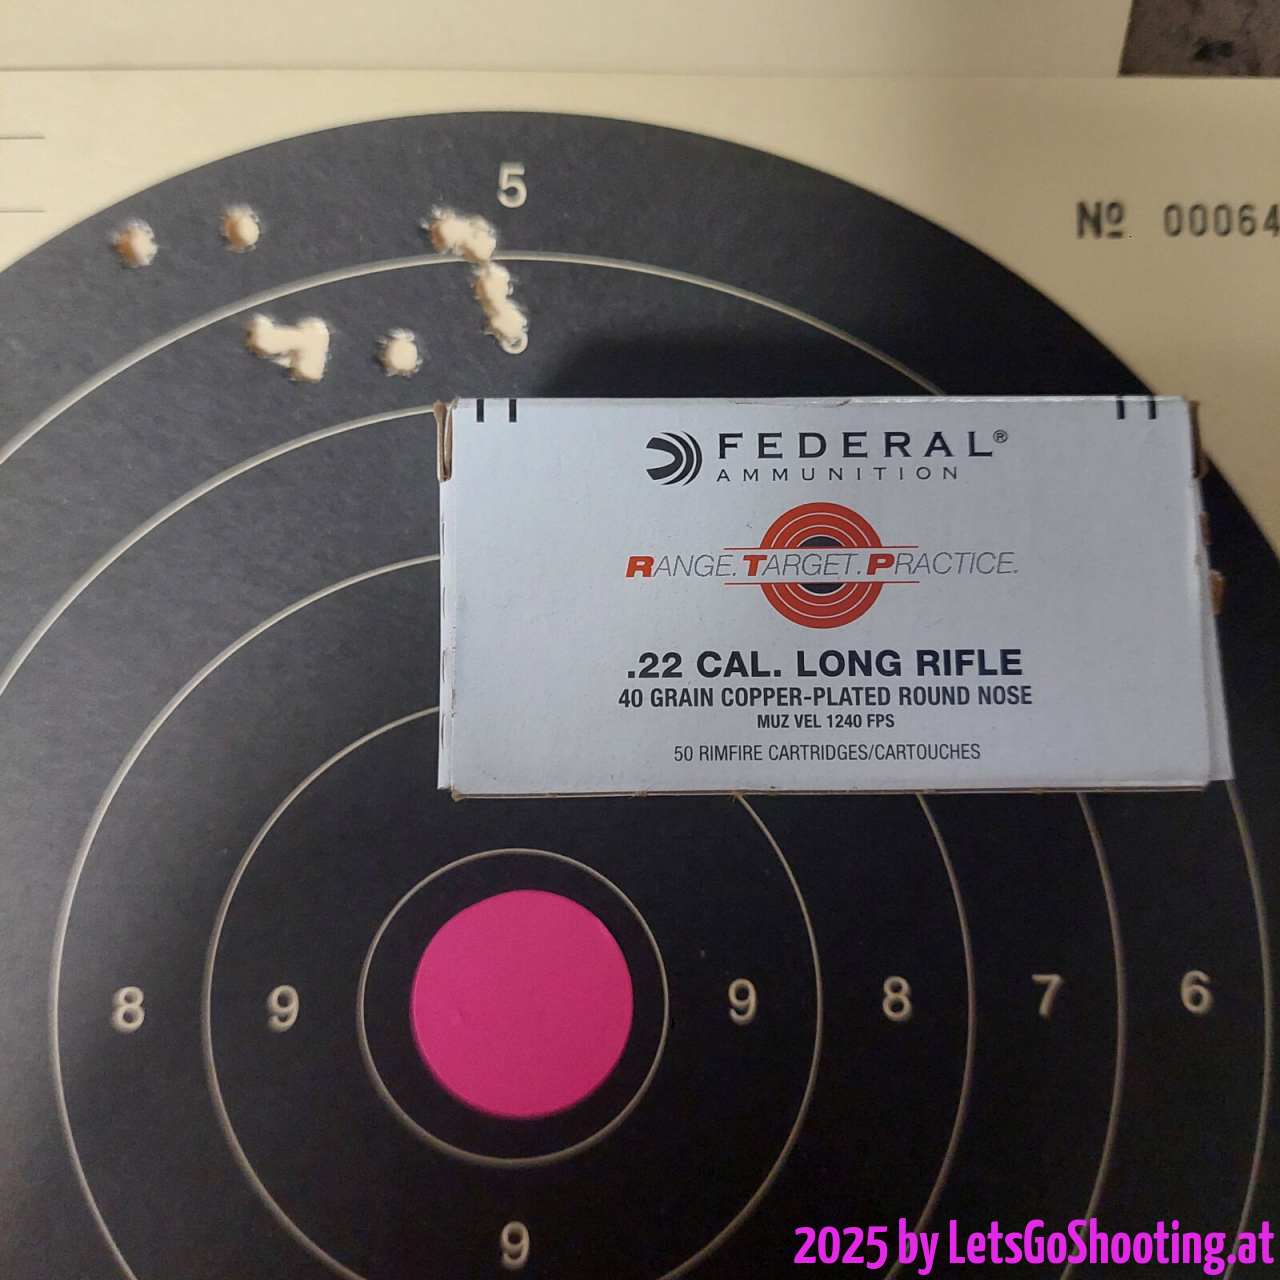 5
Nº 00064
FEDERAL®
AMMUNITION
RANGE. TARGET. PRACTICE.
.22 CAL. LONG RIFLE
40 GRAIN COPPER-PLATED ROUND NOSE
MUZ VEL 1240 FPS
50 RIMFIRE CARTRIDGES/CARTOUCHES
8 9 9 8 7 6
9
2025 by LetsGoShooting.at